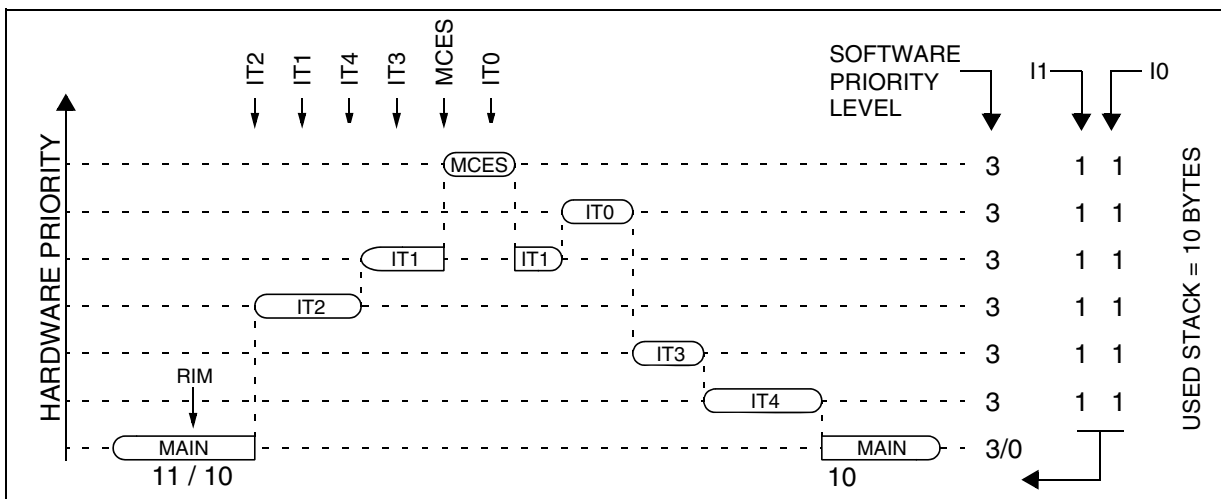 IT2
IT1
IT4
IT3
MCES
IT0
SOFTWARE
PRIORITY
LEVEL
I1
I0
HARDWARE PRIORITY
MCES
3
1 1
IT0
3
1 1
IT1
IT1
3
1 1
IT2
3
1 1
IT3
3
1 1
RIM
IT4
3
1 1
MAIN
MAIN
3/0
11 / 10
10
USED STACK = 10 BYTES